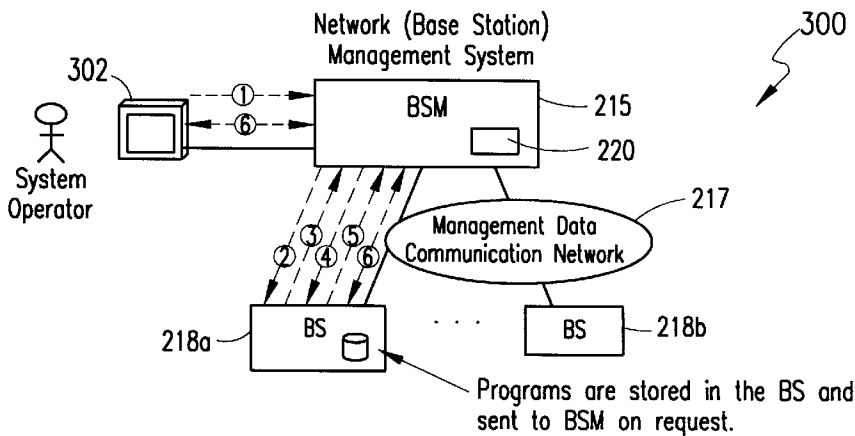 Network (Base Station)
Management System
300
302
1
BSM
215
6
220
System
Operator
217
Management Data
Communication Network
3
5
2
4
6
BS
218a
. . .
BS
218b
Programs are stored in the BS and
sent to BSM on request.